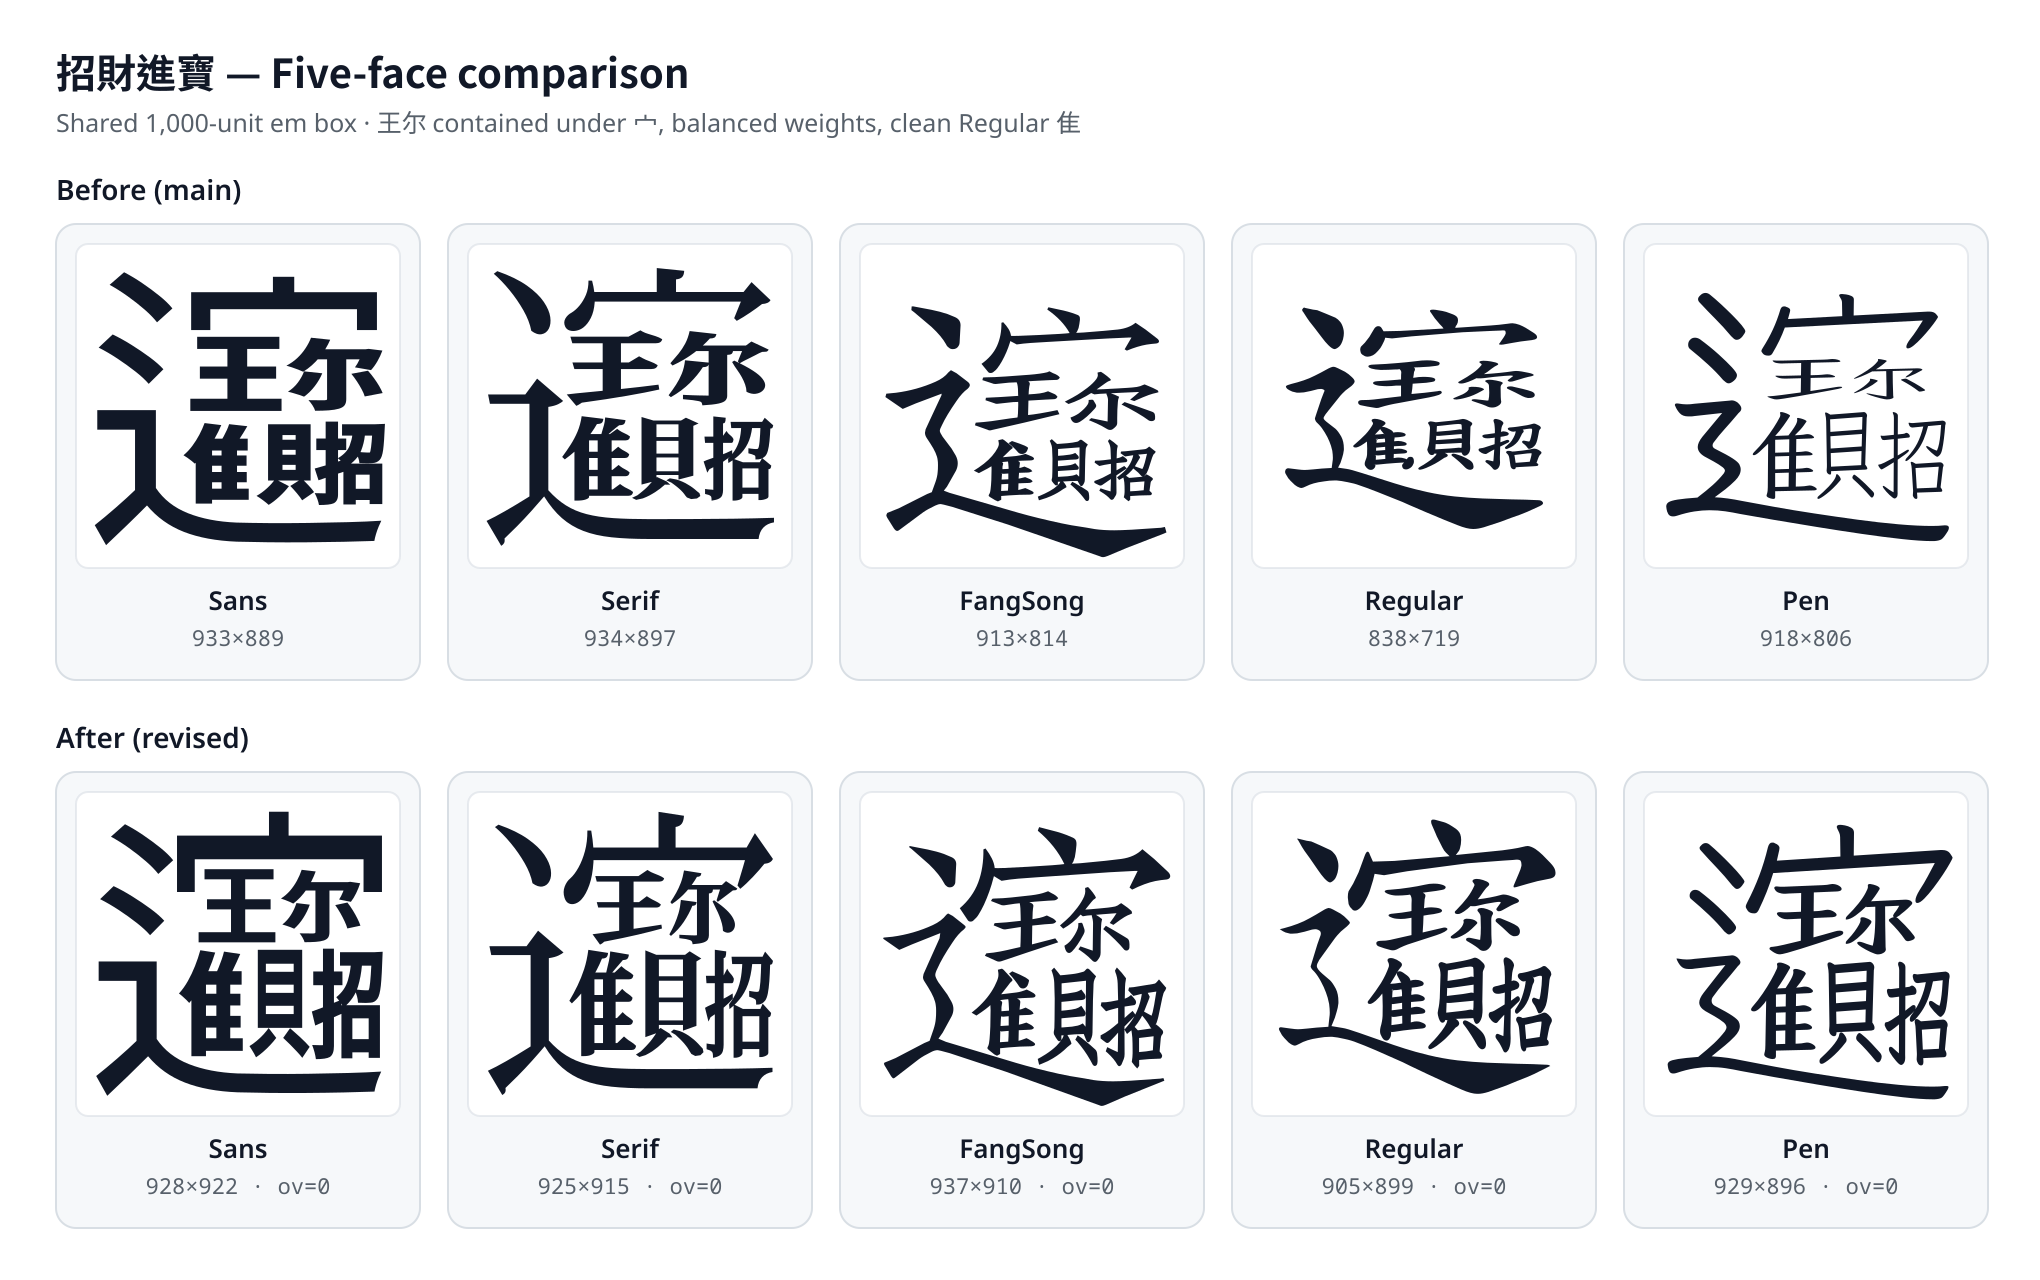 招財進寶 — Five-face comparison
Shared 1,000-unit em box · 王尔 contained under 宀, balanced weights, clean Regular 隹
Before (main)
Sans Serif FangSong Regular Pen
933×889 934×897 913×814 838×719 918×806
After (revised)
Sans Serif FangSong Regular Pen
928×922 · ov=0 925×915 · ov=0 937×910 · ov=0 905×899 · ov=0 929×896 · ov=0